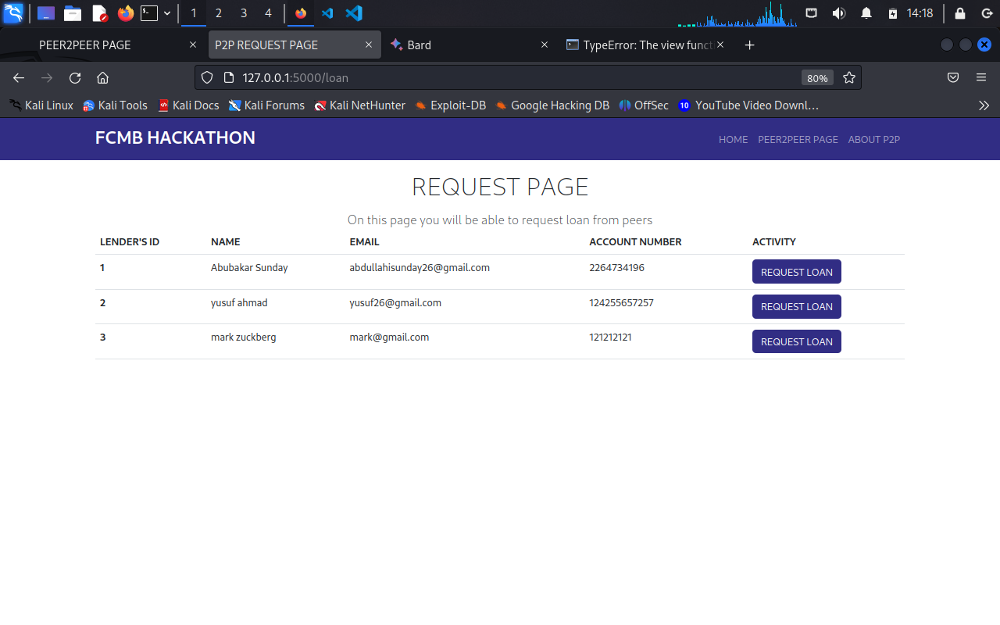 1 2 3 4 14:18
PEER2PEER PAGE P2P REQUEST PAGE Bard TypeError: The view funct
127.0.0.1:5000/loan 80%
Kali Linux Kali Tools Kali Docs Kali Forums Kali NetHunter Exploit-DB Google Hacking DB OffSec 10 YouTube Video Downl…
FCMB HACKATHON HOME PEER2PEER PAGE ABOUT P2P
REQUEST PAGE
On this page you will be able to request loan from peers
LENDER'S ID NAME EMAIL ACCOUNT NUMBER ACTIVITY
1 Abubakar Sunday abdullahisunday26@gmail.com 2264734196 REQUEST LOAN
2 yusuf ahmad yusuf26@gmail.com 124255657257 REQUEST LOAN
3 mark zuckberg mark@gmail.com 121212121 REQUEST LOAN